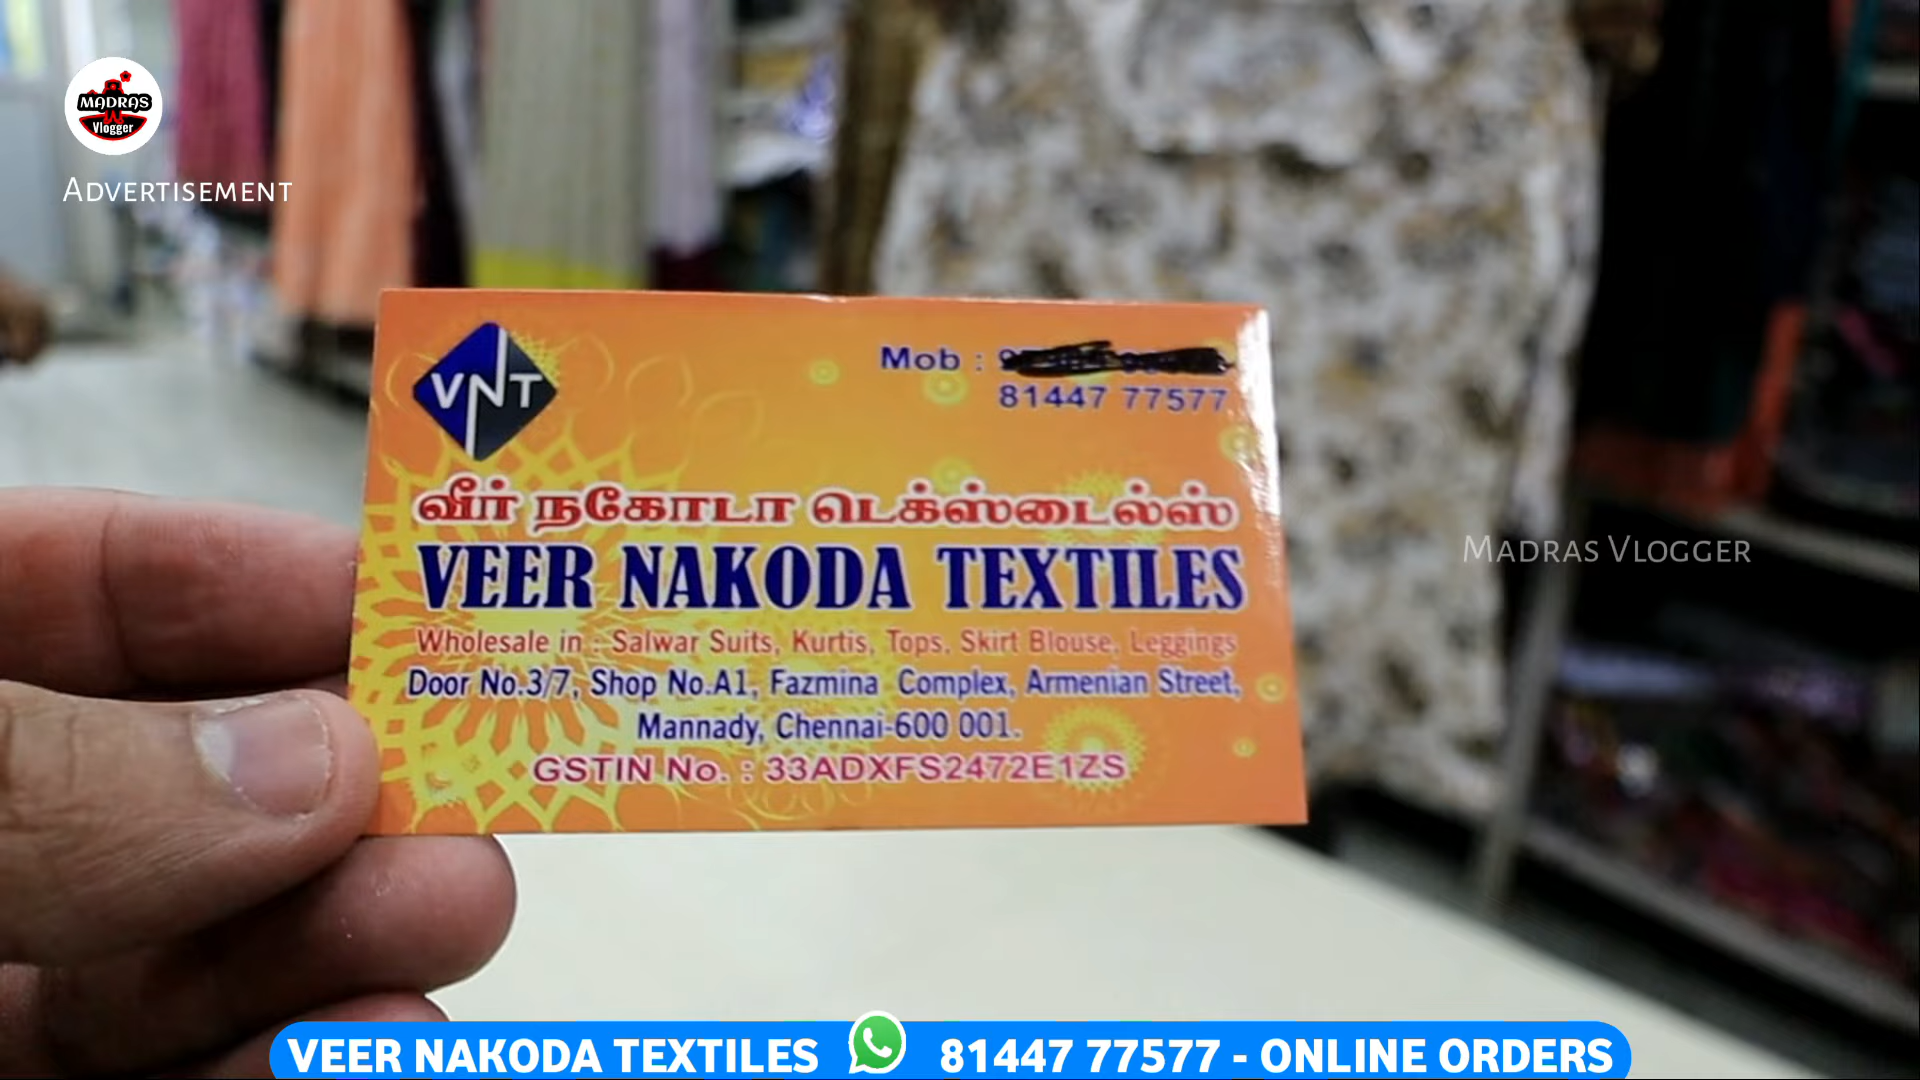 MADRAS
Vlogger
ADVERTISEMENT
VNT
Mob :
81447 77577
வீர் நகோடா டெக்ஸ்டைல்ஸ்
VEER NAKODA TEXTILES
Wholesale in : Salwar Suits, Kurtis, Tops, Skirt Blouse, Leggings
Door No.3/7, Shop No.A1, Fazmina Complex, Armenian Street,
Mannady, Chennai-600 001.
GSTIN No. : 33ADXFS2472E1ZS
MADRAS VLOGGER
VEER NAKODA TEXTILES 81447 77577 - ONLINE ORDERS